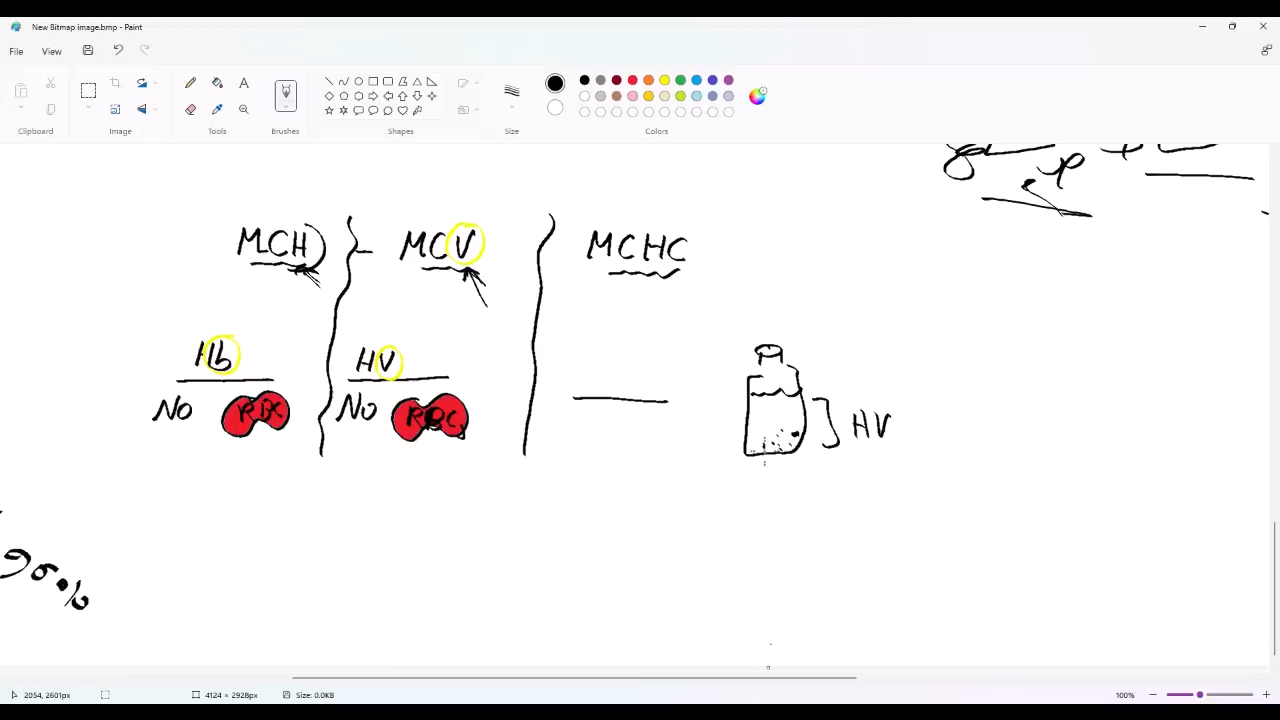 New Bitmap image.bmp - Paint
File View
Clipboard Image Tools Brushes Shapes Size Colors
MCH - MCV MCHC
Hb HV
No RBC No RBC
HV
90%
2054, 2601px 4124 × 2928px Size: 0.0KB 100%